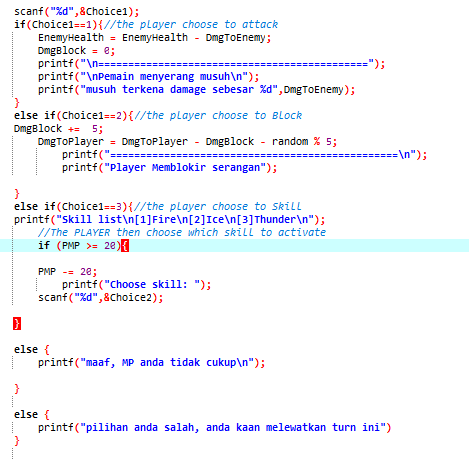 scanf("%d",&Choice1);
if(Choice1==1){//the player choose to attack
EnemyHealth = EnemyHealth - DmgToEnemy;
DmgBlock = 0;
printf("\n=============================================");
printf("\nPemain menyerang musuh\n");
printf("musuh terkena damage sebesar %d",DmgToEnemy);
}
else if(Choice1==2){//the player choose to Block
DmgBlock += 5;
DmgToPlayer = DmgToPlayer - DmgBlock - random % 5;
printf("================================================\n");
printf("Player Memblokir serangan");
}
else if(Choice1==3){//the player choose to Skill
printf("Skill list\n[1]Fire\n[2]Ice\n[3]Thunder\n");
//The PLAYER then choose which skill to activate
if (PMP >= 20){
PMP -= 20;
printf("Choose skill: ");
scanf("%d",&Choice2);
}
else {
printf("maaf, MP anda tidak cukup\n");
}
else {
printf("pilihan anda salah, anda kaan melewatkan turn ini")
}